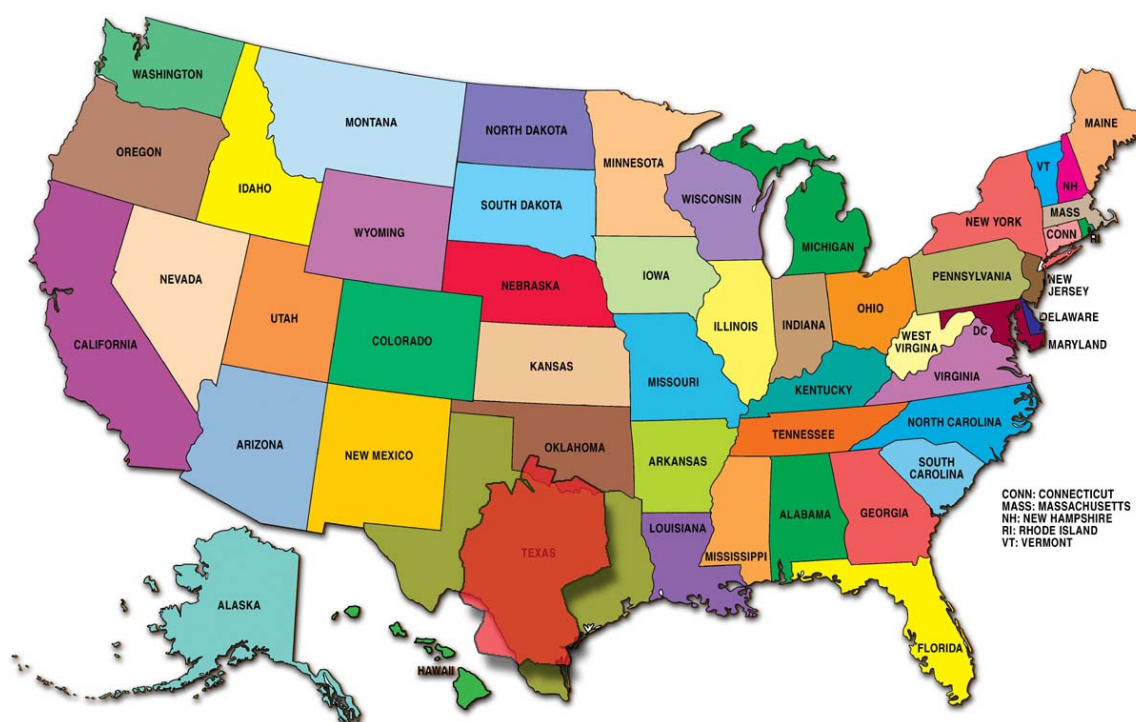 WASHINGTON
OREGON
IDAHO
MONTANA
NORTH DAKOTA
SOUTH DAKOTA
MINNESOTA
WISCONSIN
MICHIGAN
WYOMING
NEBRASKA
IOWA
CALIFORNIA
NEVADA
UTAH
COLORADO
KANSAS
MISSOURI
ILLINOIS
INDIANA
OHIO
PENNSYLVANIA
NEW YORK
VT
NH
MAINE
MASS
CONN
RI
NEW
JERSEY
DELAWARE
MARYLAND
DC
WEST
VIRGINA
VIRGINIA
KENTUCKY
TENNESSEE
NORTH CAROLINA
SOUTH
CAROLINA
ARIZONA
NEW MEXICO
OKLAHOMA
ARKANSAS
TEXAS
LOUISIANA
MISSISSIPPI
ALABAMA
GEORGIA
FLORIDA
ALASKA
HAWAII
CONN: CONNECTICUT
MASS: MASSACHUSETTS
NH: NEW HAMPSHIRE
RI: RHODE ISLAND
VT: VERMONT